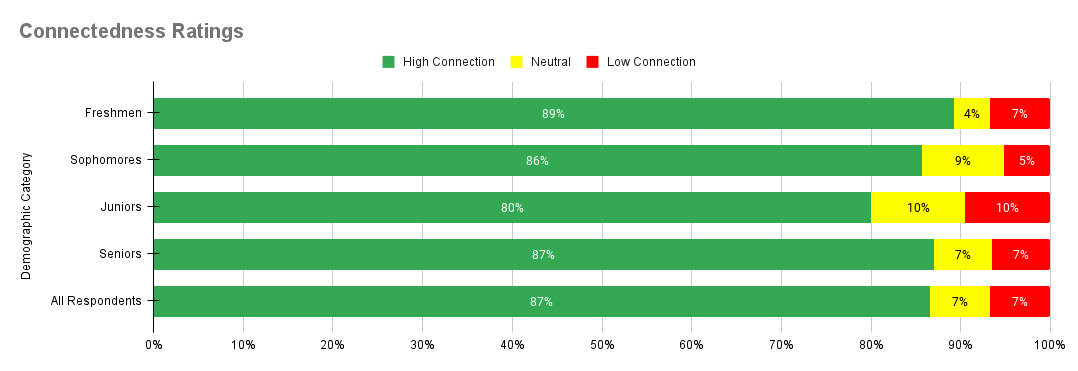 Connectedness Ratings
High Connection Neutral Low Connection
Demographic Category
Freshmen 89% 4% 7%
Sophomores 86% 9% 5%
Juniors 80% 10% 10%
Seniors 87% 7% 7%
All Respondents 87% 7% 7%
0% 10% 20% 30% 40% 50% 60% 70% 80% 90% 100%